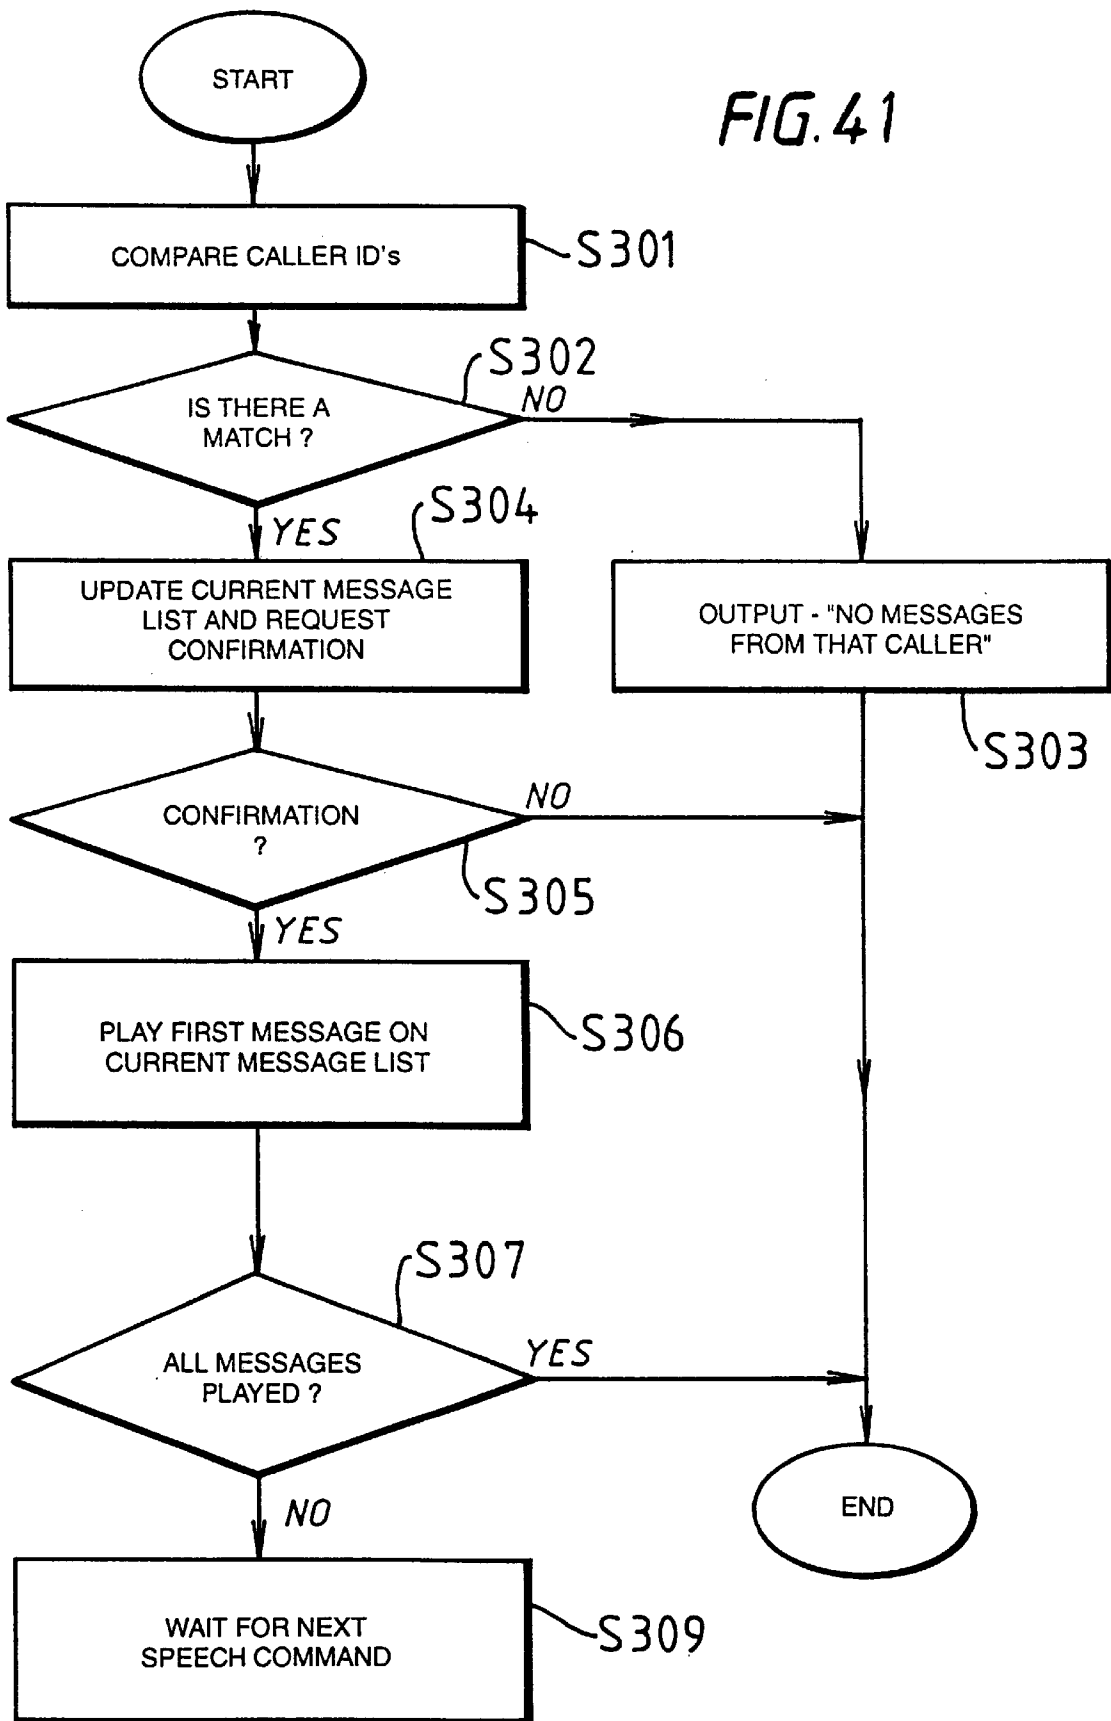 START
FIG. 41
COMPARE CALLER ID's
S301
S302
IS THERE A
MATCH ?
NO
YES
S304
UPDATE CURRENT MESSAGE
LIST AND REQUEST
CONFIRMATION
OUTPUT - "NO MESSAGES
FROM THAT CALLER"
S303
CONFIRMATION
?
NO
S305
YES
PLAY FIRST MESSAGE ON
CURRENT MESSAGE LIST
S306
S307
ALL MESSAGES
PLAYED ?
YES
NO
END
WAIT FOR NEXT
SPEECH COMMAND
S309